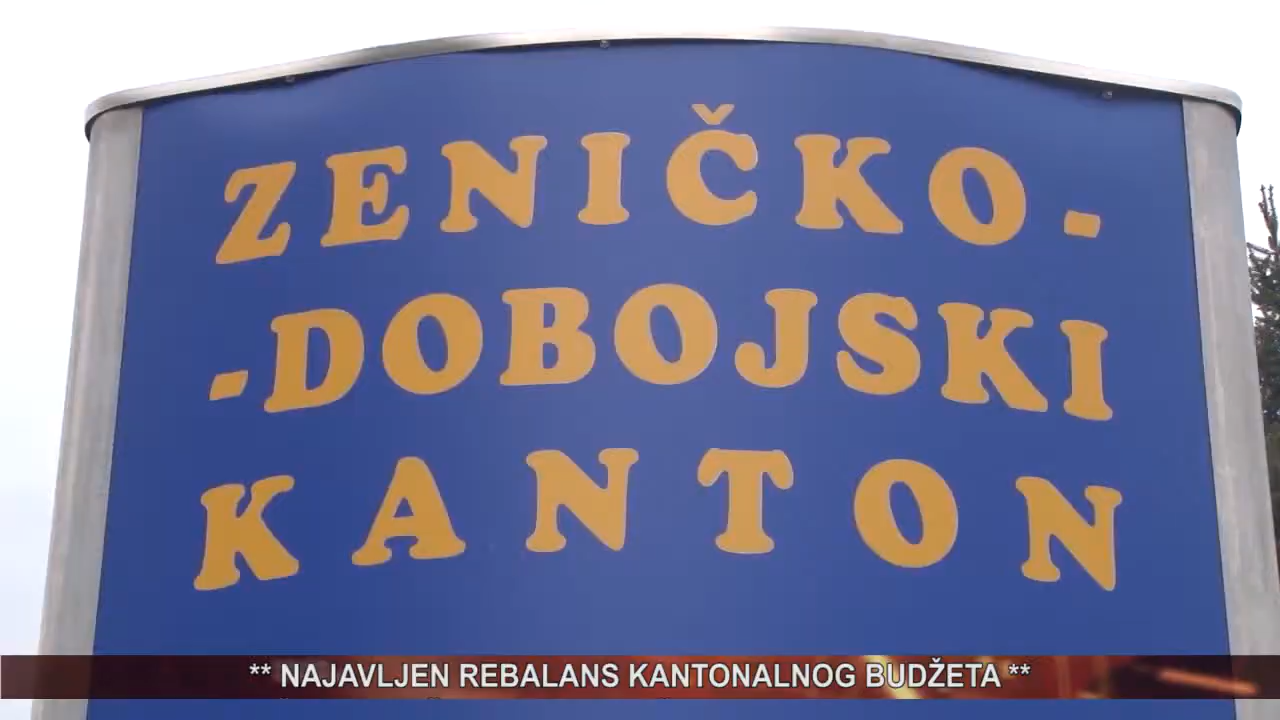 ZENIČKO-
-DOBOJSKI
KANTON
** NAJAVLJEN REBALANS KANTONALNOG BUDŽETA **